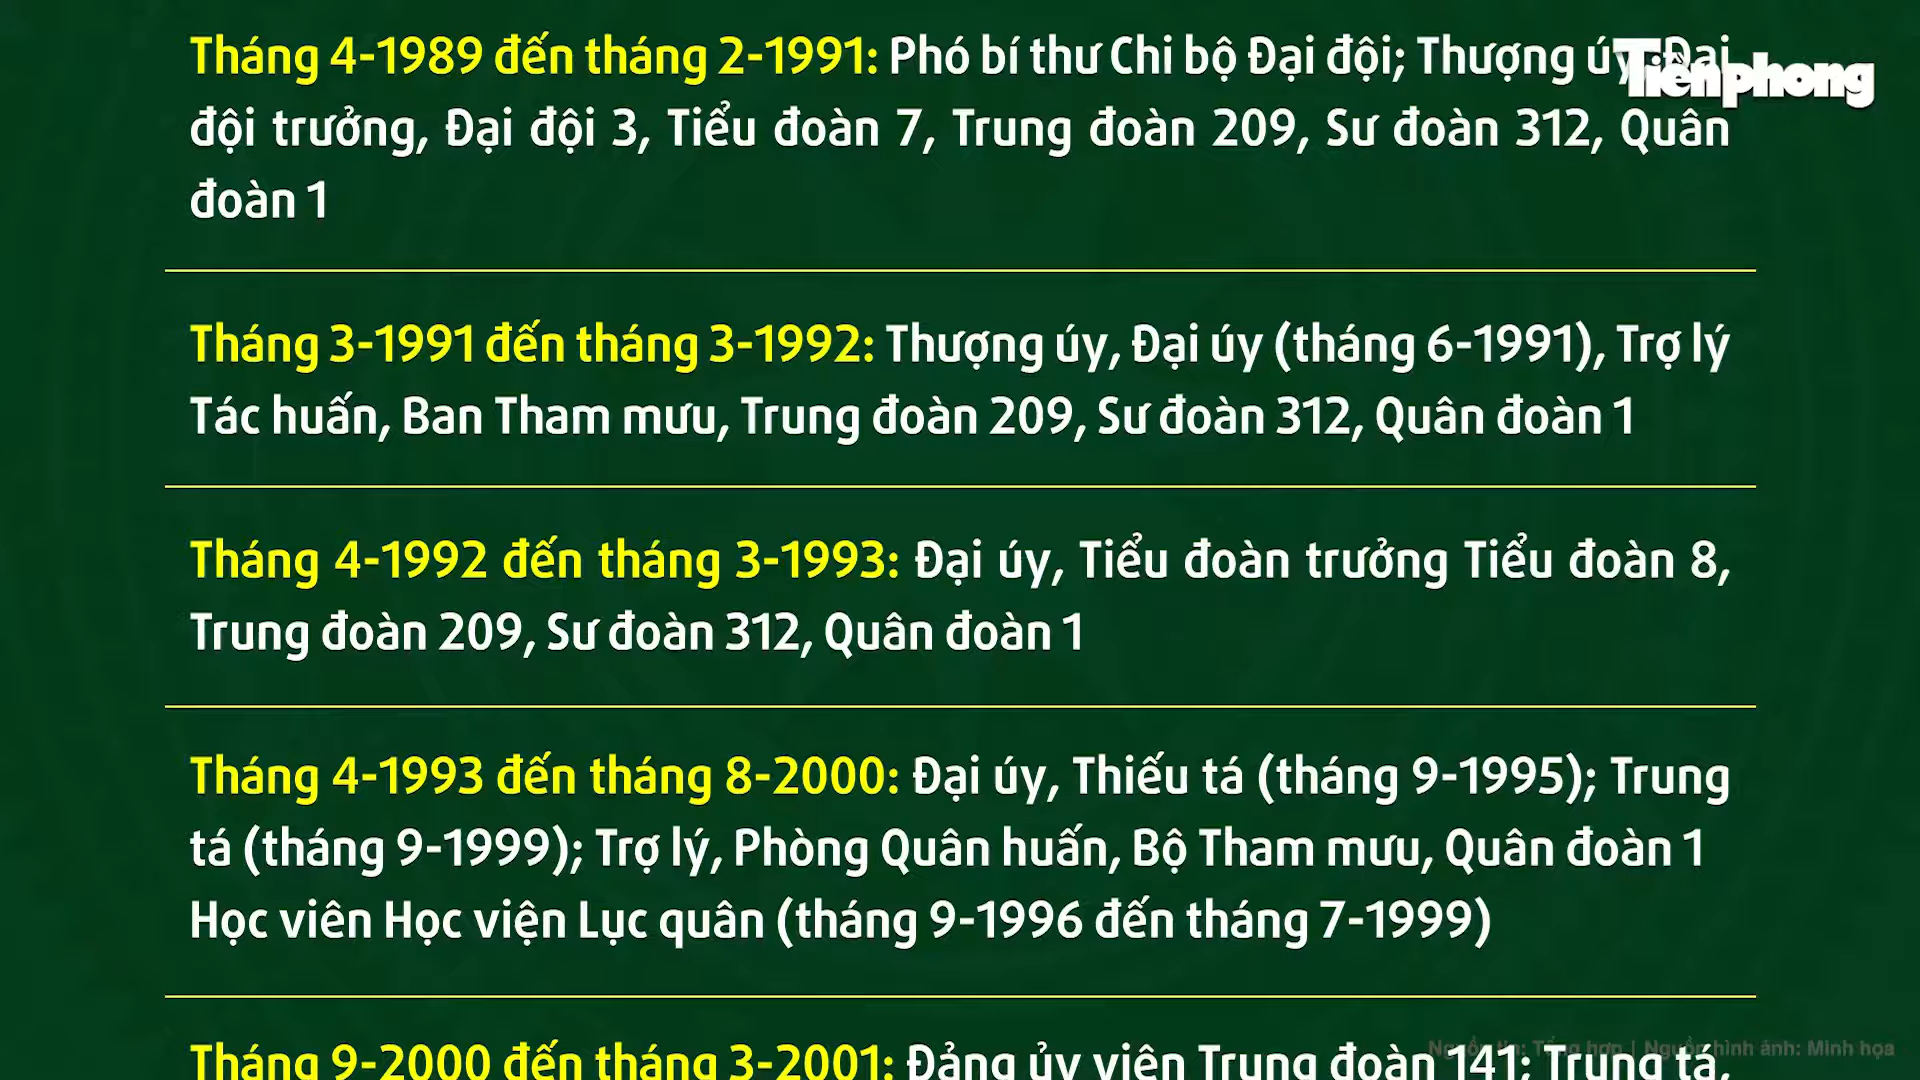 Tháng 4-1989 đến tháng 2-1991: Phó bí thư Chi bộ Đại đội; Thượng úy, Đại
Tiền phong
đội trưởng, Đại đội 3, Tiểu đoàn 7, Trung đoàn 209, Sư đoàn 312, Quân
đoàn 1
Tháng 3-1991 đến tháng 3-1992: Thượng úy, Đại úy (tháng 6-1991), Trợ lý
Tác huấn, Ban Tham mưu, Trung đoàn 209, Sư đoàn 312, Quân đoàn 1
Tháng 4-1992 đến tháng 3-1993: Đại úy, Tiểu đoàn trưởng Tiểu đoàn 8,
Trung đoàn 209, Sư đoàn 312, Quân đoàn 1
Tháng 4-1993 đến tháng 8-2000: Đại úy, Thiếu tá (tháng 9-1995); Trung
tá (tháng 9-1999); Trợ lý, Phòng Quân huấn, Bộ Tham mưu, Quân đoàn 1
Học viên Học viện Lục quân (tháng 9-1996 đến tháng 7-1999)
Tháng 9-2000 đến tháng 3-2001: Đảng ủy viên Trung đoàn 141; Trung tá,
Nguồn tin: Tổng hợp | Nguồn hình ảnh: Minh họa